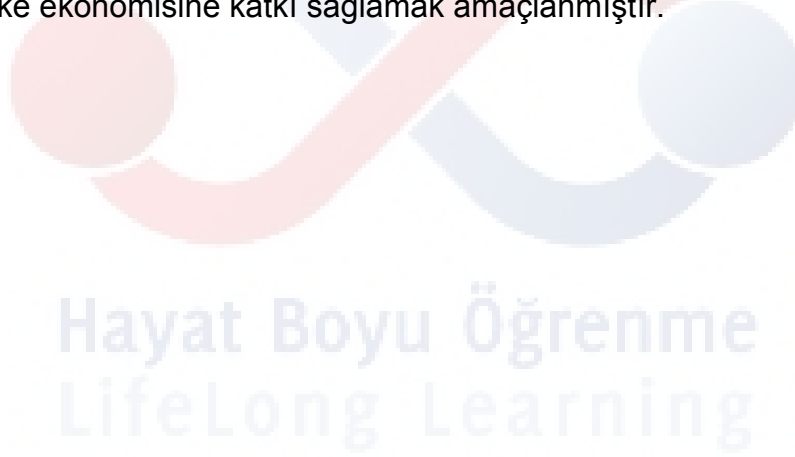 ke ekonomisine katkı sağlamak amaçlanmıştır.
Hayat Boyu Öğrenme
LifeLong Learning